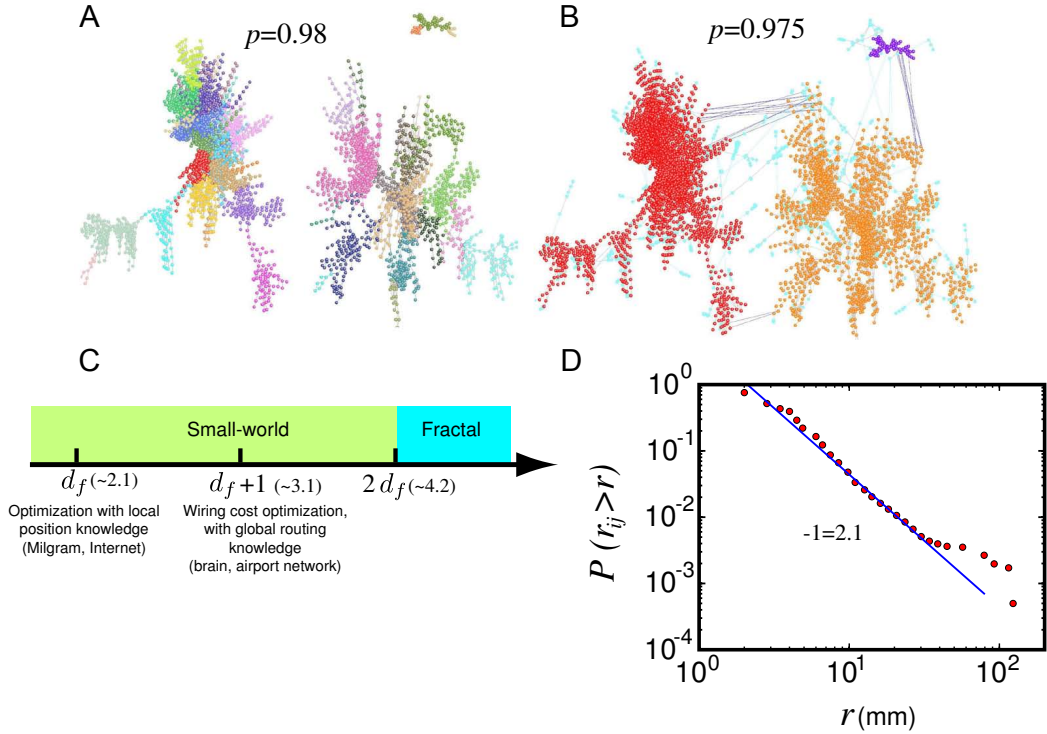 A
p=0.98
B
p=0.975
C
Small-world
Fractal
d_f (~2.1)
d_f +1 (~3.1)
2 d_f (~4.2)
Optimization with local
position knowledge
(Milgram, Internet)
Wiring cost optimization,
with global routing
knowledge
(brain, airport network)
D
10^0
10^-1
10^-2
10^-3
10^-4
P (r_ij>r)
-1=2.1
10^0
10^1
10^2
r (mm)